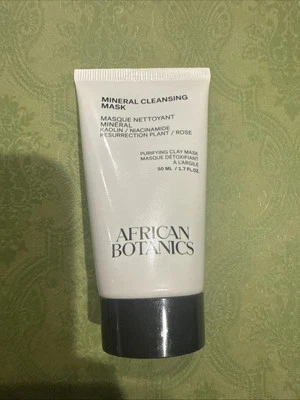 MINERAL CLEANSING
MASK
MASQUE NETTOYANT
MINÉRAL
KAOLIN / NIACINAMIDE
RESURRECTION PLANT / ROSE
PURIFYING CLAY MASK
MASQUE DÉTOXIFIANT
À L'ARGILE
50 ML / 1.7 FL.OZ.
AFRICAN
BOTANICS